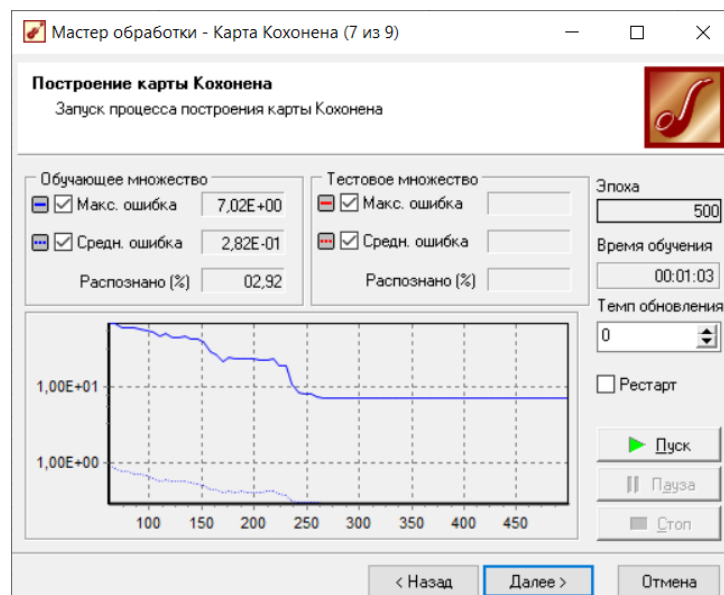 Мастер обработки - Карта Кохонена (7 из 9)
Построение карты Кохонена
Запуск процесса построения карты Кохонена
Обучающее множество
Макс. ошибка 7,02E+00
Средн. ошибка 2,82E-01
Распознано (%) 02,92
Тестовое множество
Макс. ошибка
Средн. ошибка
Распознано (%)
Эпоха
500
Время обучения
00:01:03
Темп обновления
0
Рестарт
Пуск
Пауза
Стоп
1,00E+01
1,00E+00
100 150 200 250 300 350 400 450
< Назад Далее > Отмена